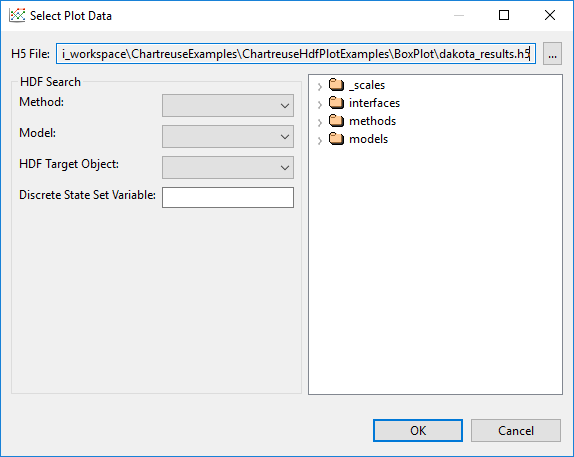 Select Plot Data
H5 File: i_workspace\ChartreuseExamples\ChartreuseHdfPlotExamples\BoxPlot\dakota_results.h5 ...
HDF Search
Method:
Model:
HDF Target Object:
Discrete State Set Variable:
_scales
interfaces
methods
models
OK Cancel